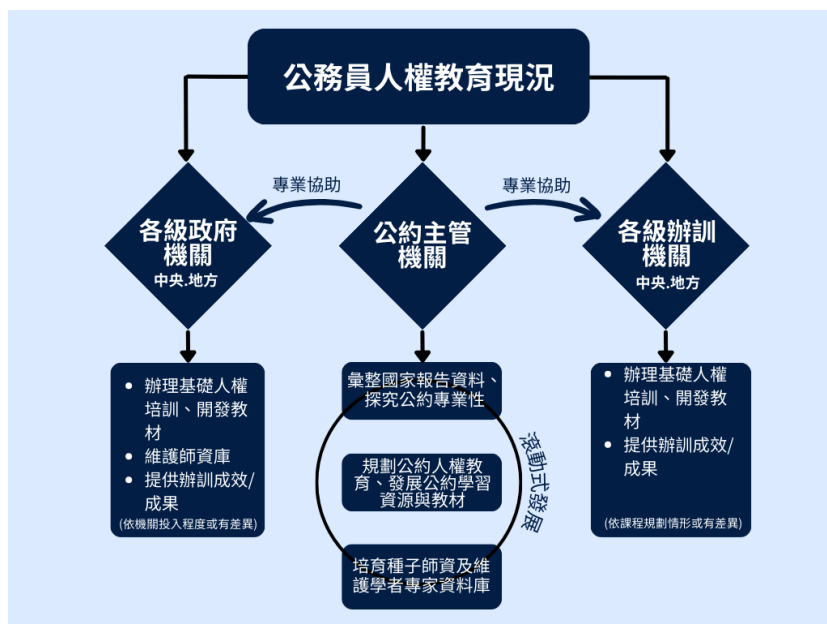 公務員人權教育現況
專業協助
專業協助
各級政府
機關
中央.地方
公約主管
機關
各級辦訓
機關
中央.地方
• 辦理基礎人權
培訓、開發教
材
• 維護師資庫
• 提供辦訓成效/
成果
(依機關投入程度或有差異)
彙整國家報告資料、
探究公約專業性
規劃公約人權教
育、發展公約學習
資源與教材
培育種子師資及維
護學者專家資料庫
滾動式發展
• 辦理基礎人權
培訓、開發教
材
• 提供辦訓成效/
成果
(依課程規劃情形或有差異)